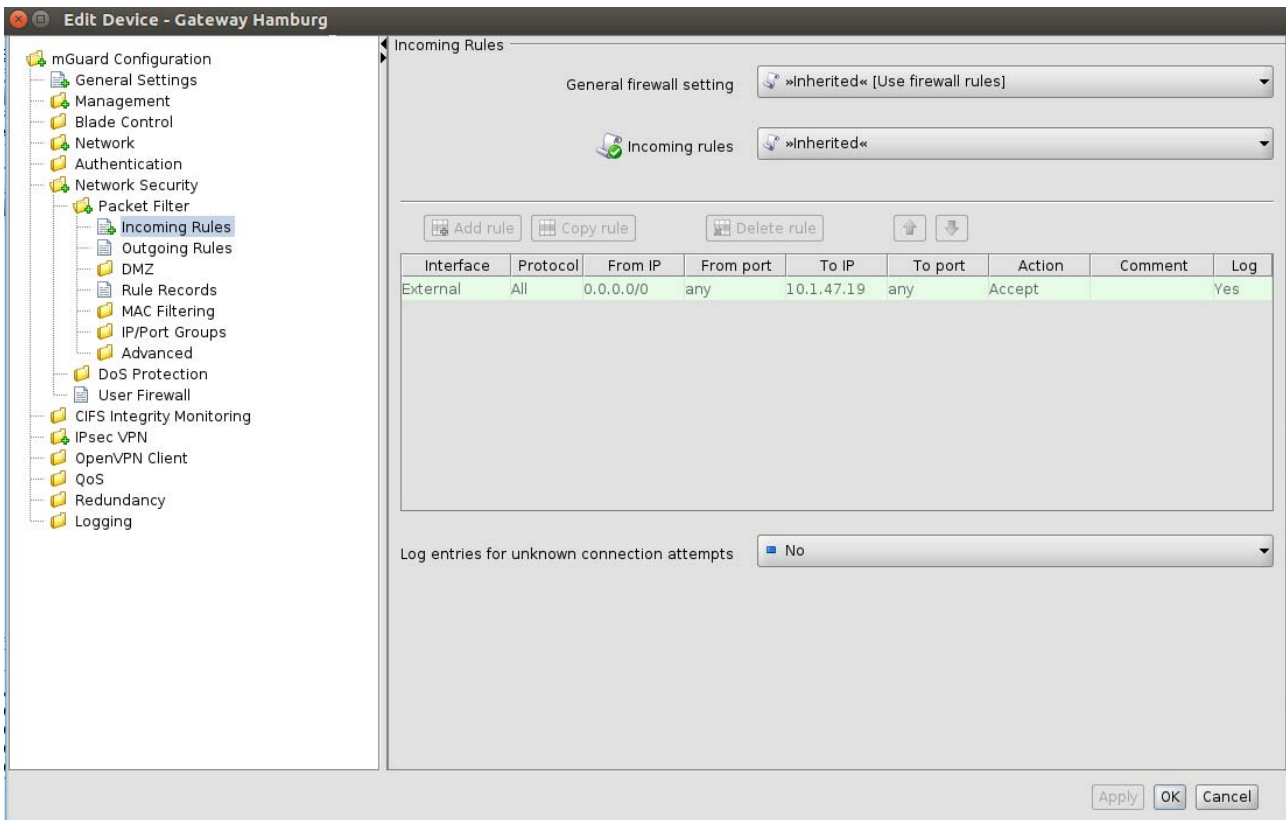 Edit Device - Gateway Hamburg
mGuard Configuration
General Settings
Management
Blade Control
Network
Authentication
Network Security
Packet Filter
Incoming Rules
Outgoing Rules
DMZ
Rule Records
MAC Filtering
IP/Port Groups
Advanced
DoS Protection
User Firewall
CIFS Integrity Monitoring
IPsec VPN
OpenVPN Client
QoS
Redundancy
Logging
Incoming Rules
General firewall setting »Inherited« [Use firewall rules]
Incoming rules »Inherited«
Add rule Copy rule Delete rule
Interface Protocol From IP From port To IP To port Action Comment Log
External All 0.0.0.0/0 any 10.1.47.19 any Accept Yes
Log entries for unknown connection attempts No
Apply OK Cancel